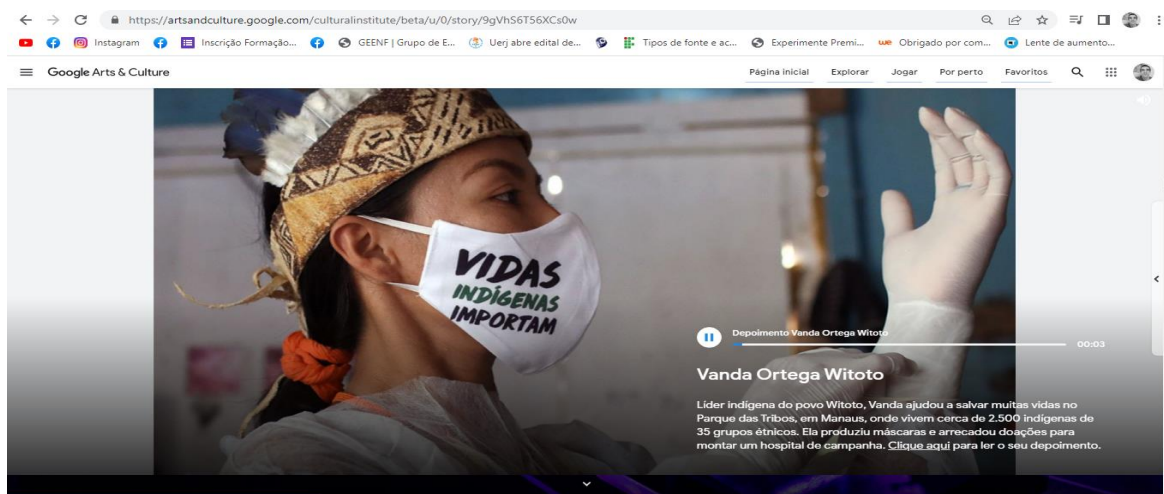 https://artsandculture.google.com/culturalinstitute/beta/u/0/story/9gVhS6T56XCs0w
Instagram
Inscrição Formação...
GEENF | Grupo de E...
Uerj abre edital de...
Tipos de fonte e ac...
Experimente Premi...
we
Obrigado por com...
Lente de aumento...
Google Arts & Culture
Página inicial
Explorar
Jogar
Por perto
Favoritos
VIDAS
INDÍGENAS
IMPORTAM
Depoimento Vanda Ortega Witoto
00:03
Vanda Ortega Witoto
Líder indígena do povo Witoto, Vanda ajudou a salvar muitas vidas no
Parque das Tribos, em Manaus, onde vivem cerca de 2.500 indígenas de
35 grupos étnicos. Ela produziu máscaras e arrecadou doações para
montar um hospital de campanha. Clique aqui para ler o seu depoimento.